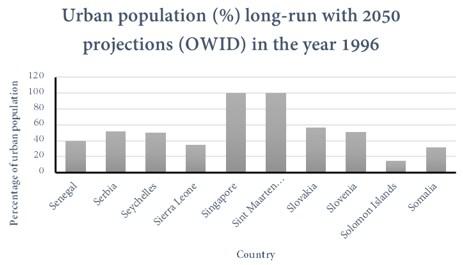 Urban population (%) long-run with 2050
projections (OWID) in the year 1996
Percentage of urban population
120
100
80
60
40
20
0
Senegal
Serbia
Seychelles
Sierra Leone
Singapore
Sint Maarten…
Slovakia
Slovenia
Solomon Islands
Somalia
Country